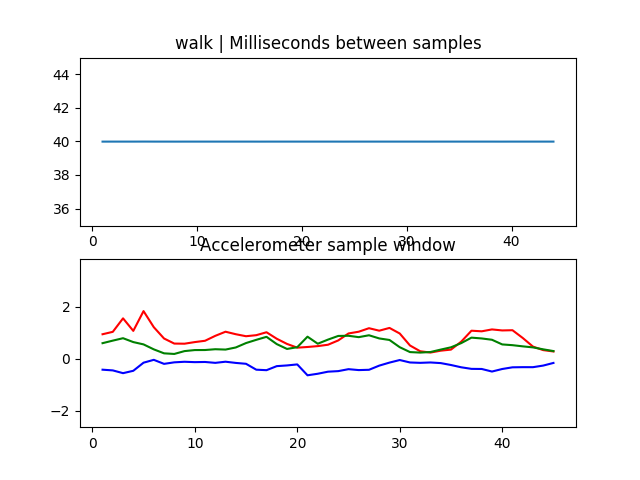 walk | Milliseconds between samples
44
42
40
38
36
0 10 20 30 40
Accelerometer sample window
2
0
−2
0 10 20 30 40